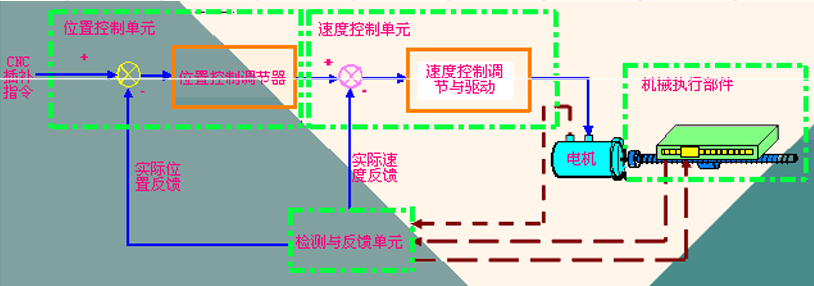 位置控制单元
速度控制单元
CNC
插补
指令
+
-
位置控制调节器
+
-
速度控制调
节与驱动
机械执行部件
电机
实际位
置反馈
实际速
度反馈
检测与反馈单元